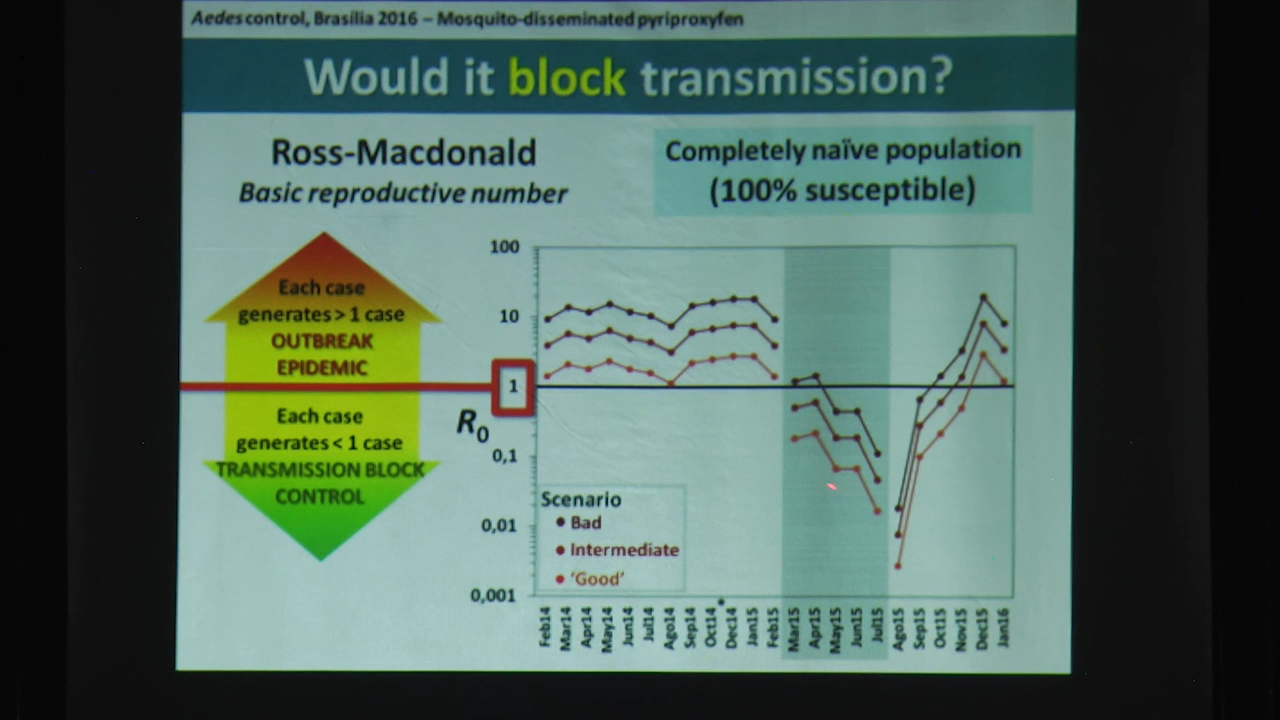 Aedes control, Brasília 2016 – Mosquito-disseminated pyriproxyfen
Would it block transmission?
Ross-Macdonald
Basic reproductive number
Completely naïve population
(100% susceptible)
Each case
generates > 1 case
OUTBREAK
EPIDEMIC
Each case
generates < 1 case
TRANSMISSION BLOCK
CONTROL
R0
100
10
1
0,1
0,01
0,001
Scenario
Bad
Intermediate
‘Good’
Feb14
Mar14
Apr14
May14
Jun14
Jul14
Ago14
Sep14
Oct14
Dec14
Jan15
Feb15
Mar15
Apr15
May15
Jun15
Jul15
Ago15
Sep15
Oct15
Nov15
Dec15
Jan16